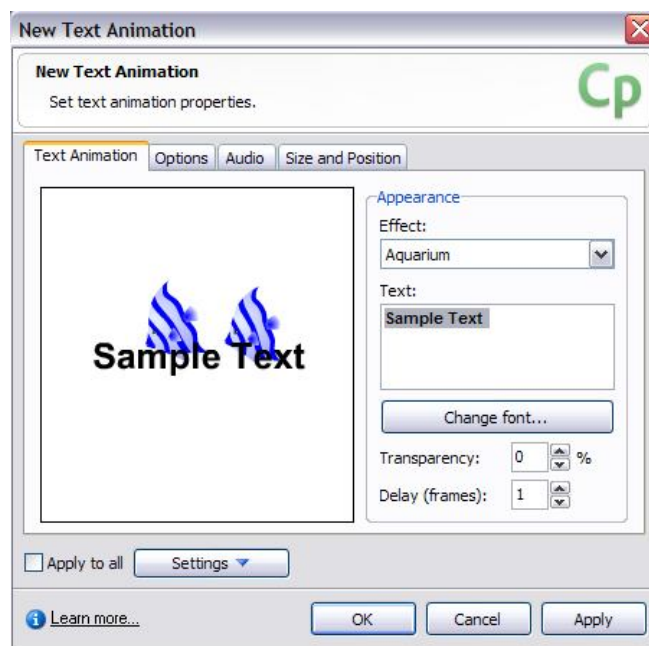 New Text Animation
New Text Animation
Set text animation properties.
Cp
Text Animation Options Audio Size and Position
Appearance
Effect:
Aquarium
Text:
Sample Text
Sample Text
Change font...
Transparency: 0 %
Delay (frames): 1
Apply to all Settings
Learn more... OK Cancel Apply